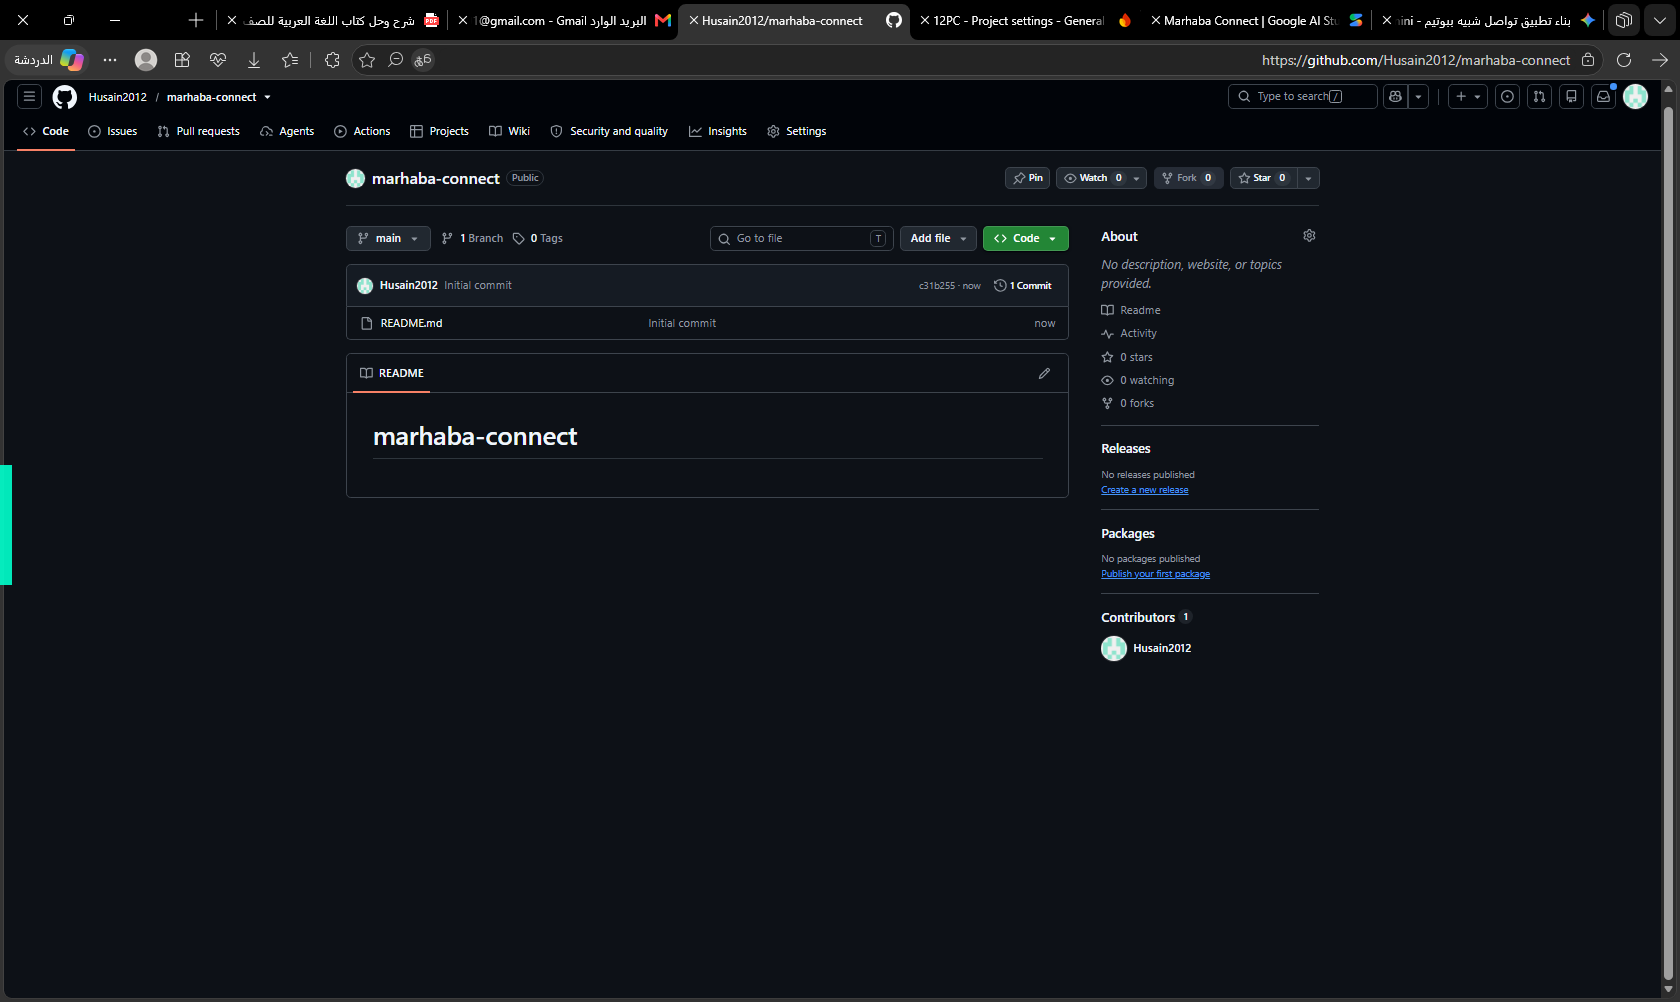 شرح وحل كتاب اللغة العربية للصف
البريد الوارد 1@gmail.com - Gmail
Husain2012/marhaba-connect
12PC - Project settings - General
Marhaba Connect | Google AI Stu
بناء تطبيق تواصل شبيه ببوتيم - ini
الدردشة
https://github.com/Husain2012/marhaba-connect
Husain2012 / marhaba-connect
Type to search /
Code
Issues
Pull requests
Agents
Actions
Projects
Wiki
Security and quality
Insights
Settings
marhaba-connect Public
Pin
Watch 0
Fork 0
Star 0
main
1 Branch
0 Tags
Go to file T
Add file
Code
Husain2012 Initial commit
c31b255 · now
1 Commit
README.md Initial commit now
README
marhaba-connect
About
No description, website, or topics
provided.
Readme
Activity
0 stars
0 watching
0 forks
Releases
No releases published
Create a new release
Packages
No packages published
Publish your first package
Contributors 1
Husain2012